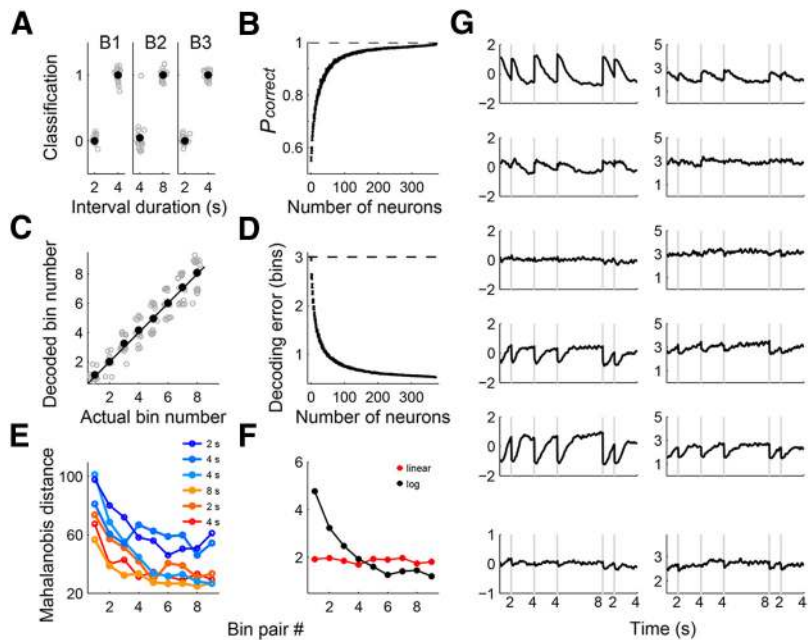 A
B1 B2 B3
Classification
1
0
2 4 4 8 2 4
Interval duration (s)
B
Pcorrect
1
0.8
0.6
0 100 200 300
Number of neurons
C
Decoded bin number
8
6
4
2
2 4 6 8
Actual bin number
D
Decoding error (bins)
3
2
1
0 100 200 300
Number of neurons
E
Mahalanobis distance
100
60
20
2 s
4 s
4 s
8 s
2 s
4 s
2 4 6 8
F
6
4
2
linear
log
2 4 6 8
Bin pair #
G
2
0
-2
5
3
1
2
0
-2
5
3
1
2
0
-2
5
3
1
2
0
-2
5
3
1
2
0
-2
5
3
1
1
0
-1
3
2
2 4 4 8 2 4
2 4 4 8 2 4
Time (s)